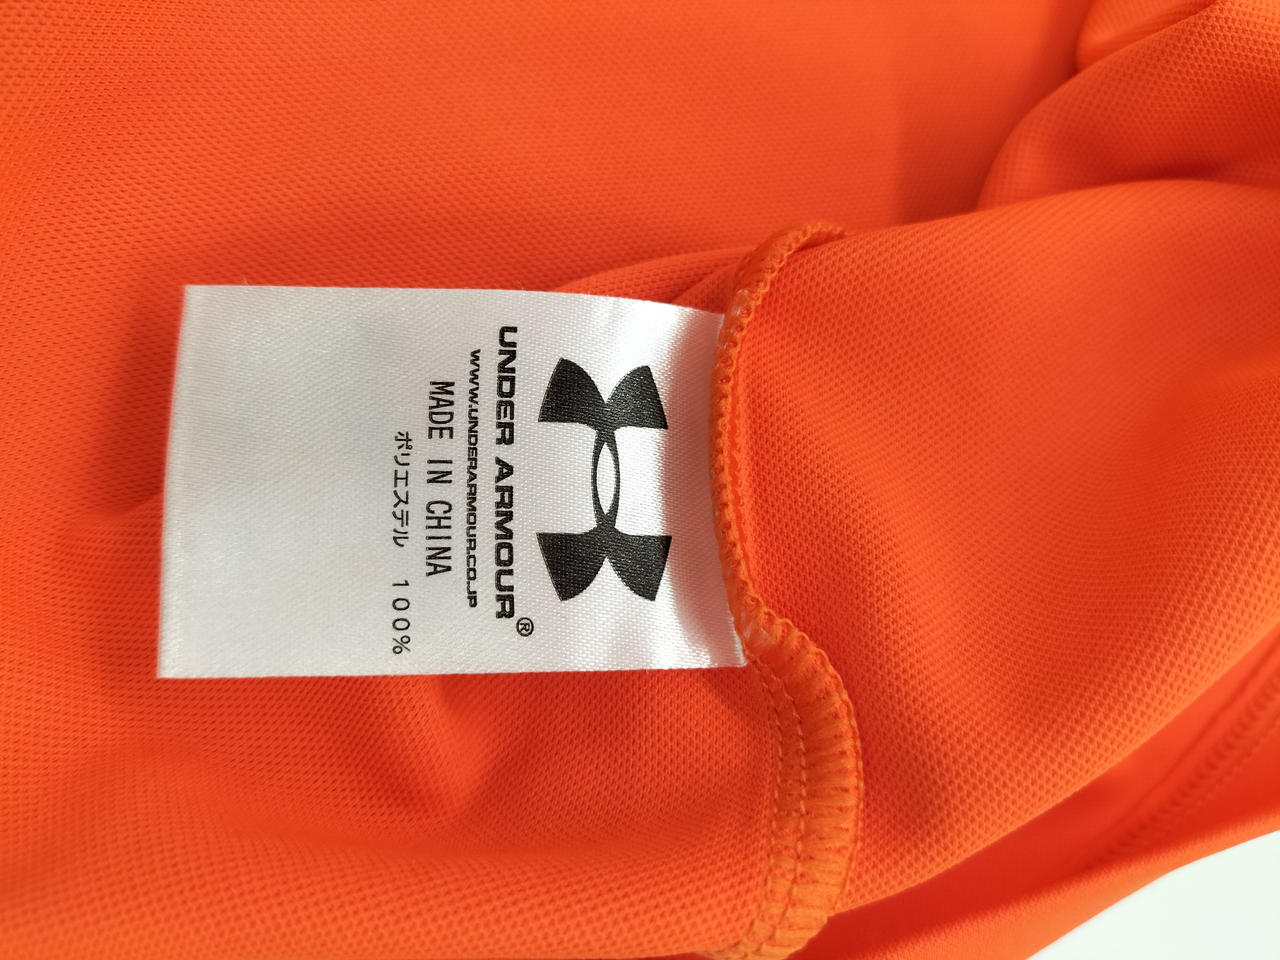 UNDER ARMOUR®
WWW.UNDERARMOUR.CO.JP
MADE IN CHINA
ポリエステル 100%